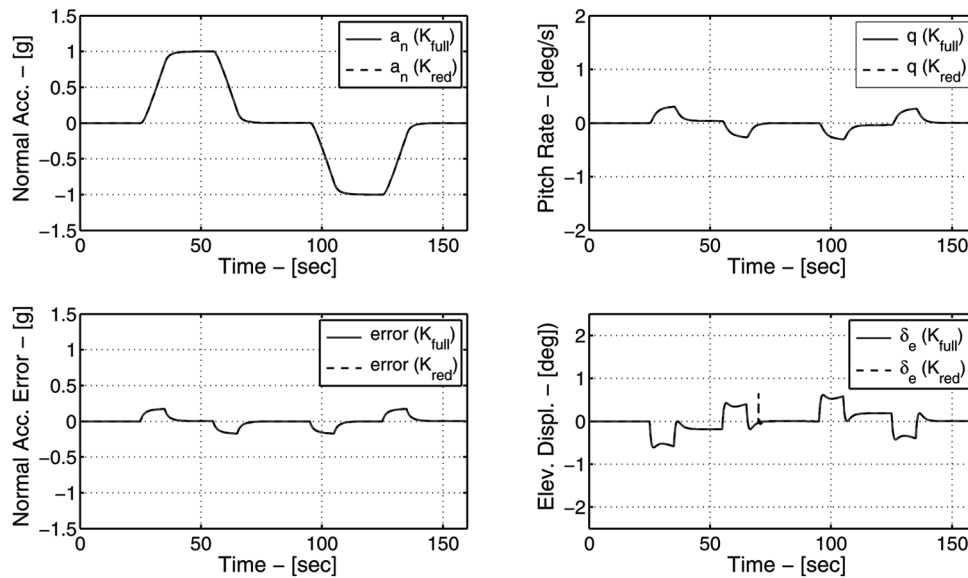 Normal Acc. – [g]
1.5
1
0.5
0
−0.5
−1
−1.5
0
50
100
150
Time – [sec]
a_n (K_full)
a_n (K_red)
Pitch Rate – [deg/s]
2
1
0
−1
−2
0
50
100
150
Time – [sec]
q (K_full)
q (K_red)
Normal Acc. Error – [g]
1.5
1
0.5
0
−0.5
−1
−1.5
0
50
100
150
Time – [sec]
error (K_full)
error (K_red)
Elev. Displ. – [deg])
2
1
0
−1
−2
0
50
100
150
Time – [sec]
δ_e (K_full)
δ_e (K_red)